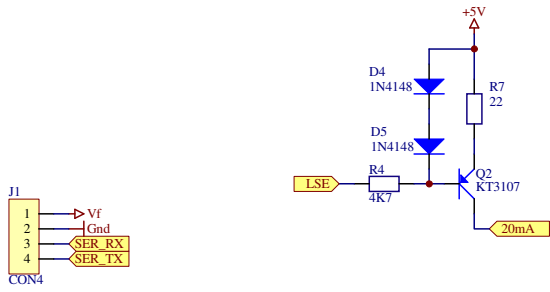 +5V
D4
1N4148
R7
22
D5
1N4148
R4
4K7
LSE
Q2
KT3107
20mA
J1
1
Vf
2
Gnd
3
SER_RX
4
SER_TX
CON4